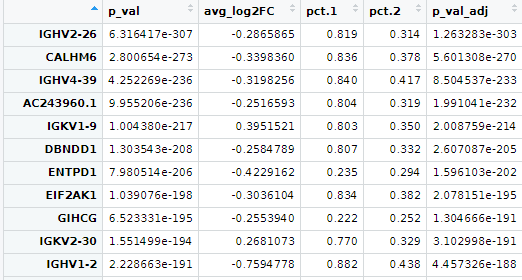 p_val avg_log2FC pct.1 pct.2 p_val_adj
IGHV2-26 6.316417e-307 -0.2865865 0.819 0.314 1.263283e-303
CALHM6 2.800654e-273 -0.3398360 0.836 0.378 5.601308e-270
IGHV4-39 4.252269e-236 -0.3198256 0.840 0.417 8.504537e-233
AC243960.1 9.955206e-236 -0.2516593 0.804 0.319 1.991041e-232
IGKV1-9 1.004380e-217 0.3951521 0.803 0.350 2.008759e-214
DBNDD1 1.303543e-208 -0.2584789 0.807 0.332 2.607087e-205
ENTPD1 7.980514e-206 -0.4229162 0.235 0.294 1.596103e-202
EIF2AK1 1.039076e-198 -0.3036104 0.834 0.382 2.078151e-195
GIHCG 6.523331e-195 -0.2553940 0.222 0.252 1.304666e-191
IGKV2-30 1.551499e-194 0.2681073 0.770 0.329 3.102998e-191
IGHV1-2 2.228663e-191 -0.7594778 0.882 0.438 4.457326e-188